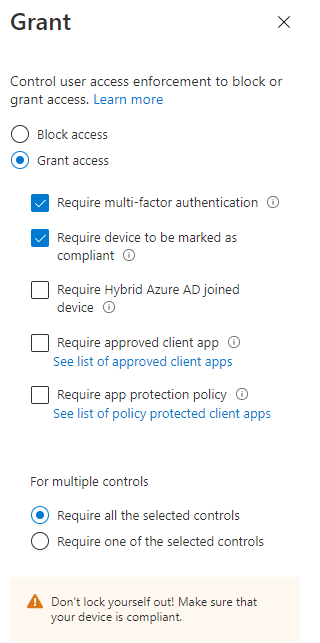 Grant
Control user access enforcement to block or
grant access. Learn more
Block access
Grant access
Require multi-factor authentication
Require device to be marked as
compliant
Require Hybrid Azure AD joined
device
Require approved client app
See list of approved client apps
Require app protection policy
See list of policy protected client apps
For multiple controls
Require all the selected controls
Require one of the selected controls
Don't lock yourself out! Make sure that
your device is compliant.